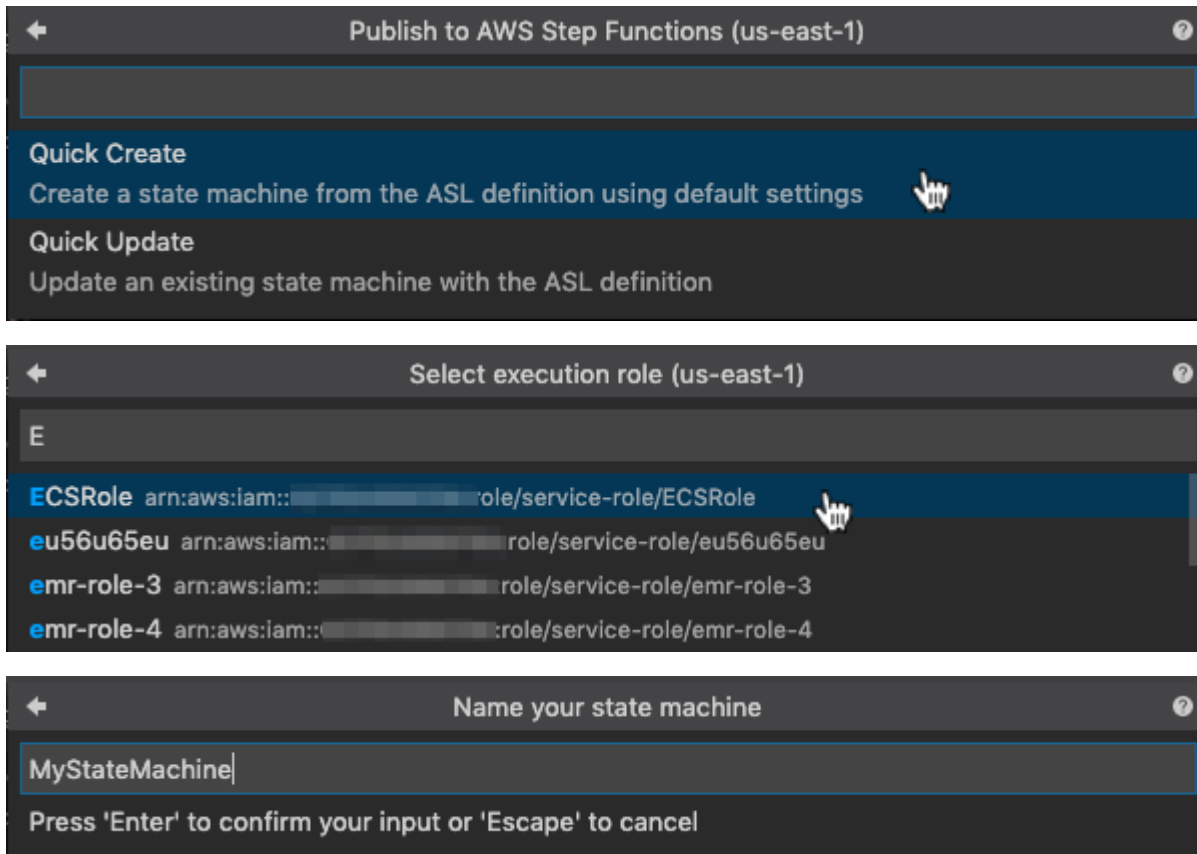 Publish to AWS Step Functions (us-east-1)
Quick Create
Create a state machine from the ASL definition using default settings
Quick Update
Update an existing state machine with the ASL definition
Select execution role (us-east-1)
E
ECSRole arn:aws:iam:: role/service-role/ECSRole
eu56u65eu arn:aws:iam:: role/service-role/eu56u65eu
emr-role-3 arn:aws:iam:: :role/service-role/emr-role-3
emr-role-4 arn:aws:iam:: :role/service-role/emr-role-4
Name your state machine
MyStateMachine
Press 'Enter' to confirm your input or 'Escape' to cancel